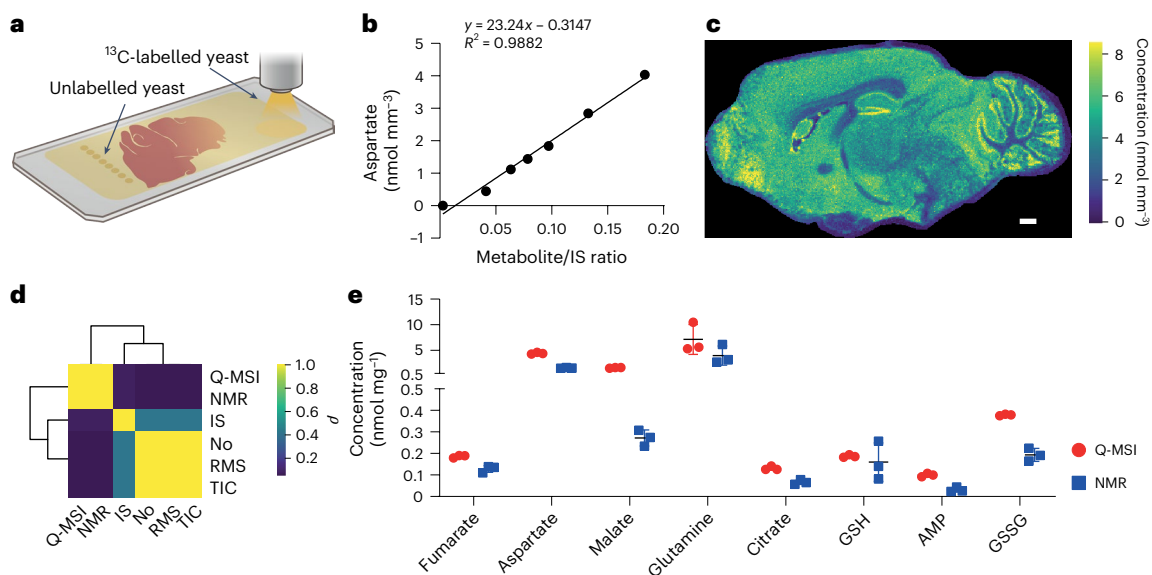 a
¹³C-labelled yeast
Unlabelled yeast
b
y = 23.24x – 0.3147
R² = 0.9882
5
4
3
2
1
0
–1
Aspartate
(nmol mm⁻³)
0.05
0.10
0.15
0.20
Metabolite/IS ratio
c
8
6
4
2
0
Concentration (nmol mm⁻³)
d
Q-MSI
NMR
IS
No
RMS
TIC
Q-MSI
NMR
IS
No
RMS
TIC
1.0
0.8
0.6
0.4
0.2
ρ
e
15
10
5
0.5
0.4
0.3
0.2
0.1
0
Concentration
(nmol mg⁻¹)
Fumarate
Aspartate
Malate
Glutamine
Citrate
GSH
AMP
GSSG
Q-MSI
NMR